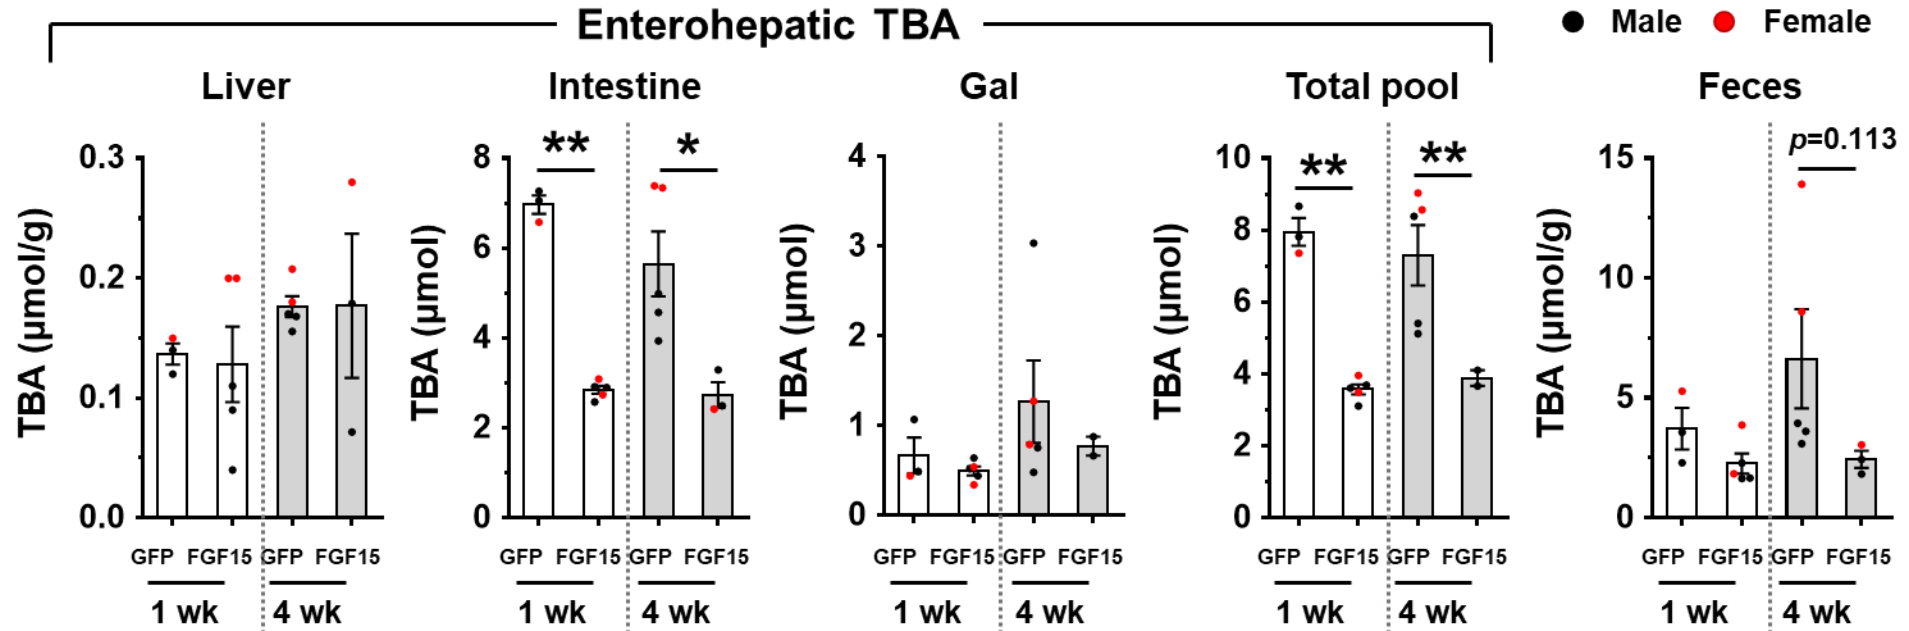 Enterohepatic TBA
Male Female
Liver Intestine Gal Total pool Feces
TBA (µmol/g)
0.3
0.2
0.1
0.0
GFP FGF15 GFP FGF15
1 wk 4 wk
TBA (µmol)
** *
8
6
4
2
0
GFP FGF15 GFP FGF15
1 wk 4 wk
TBA (µmol)
4
3
2
1
0
GFP FGF15 GFP FGF15
1 wk 4 wk
TBA (µmol)
** **
10
8
6
4
2
0
GFP FGF15 GFP FGF15
1 wk 4 wk
TBA (µmol/g)
p=0.113
15
10
5
0
GFP FGF15 GFP FGF15
1 wk 4 wk